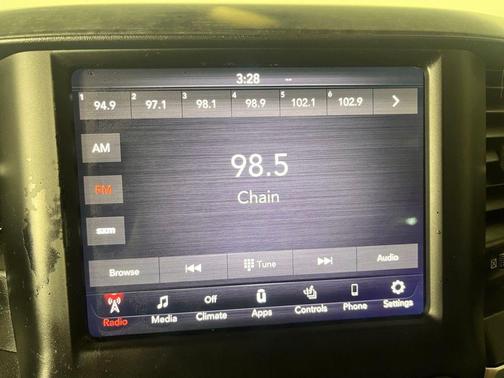 3:28 --
1 94.9 2 97.1 3 98.1 4 98.9 5 102.1 6 102.9
AM
98.5
FM
Chain
sxm
Browse Tune Audio
Off
Radio Media Climate Apps Controls Phone Settings